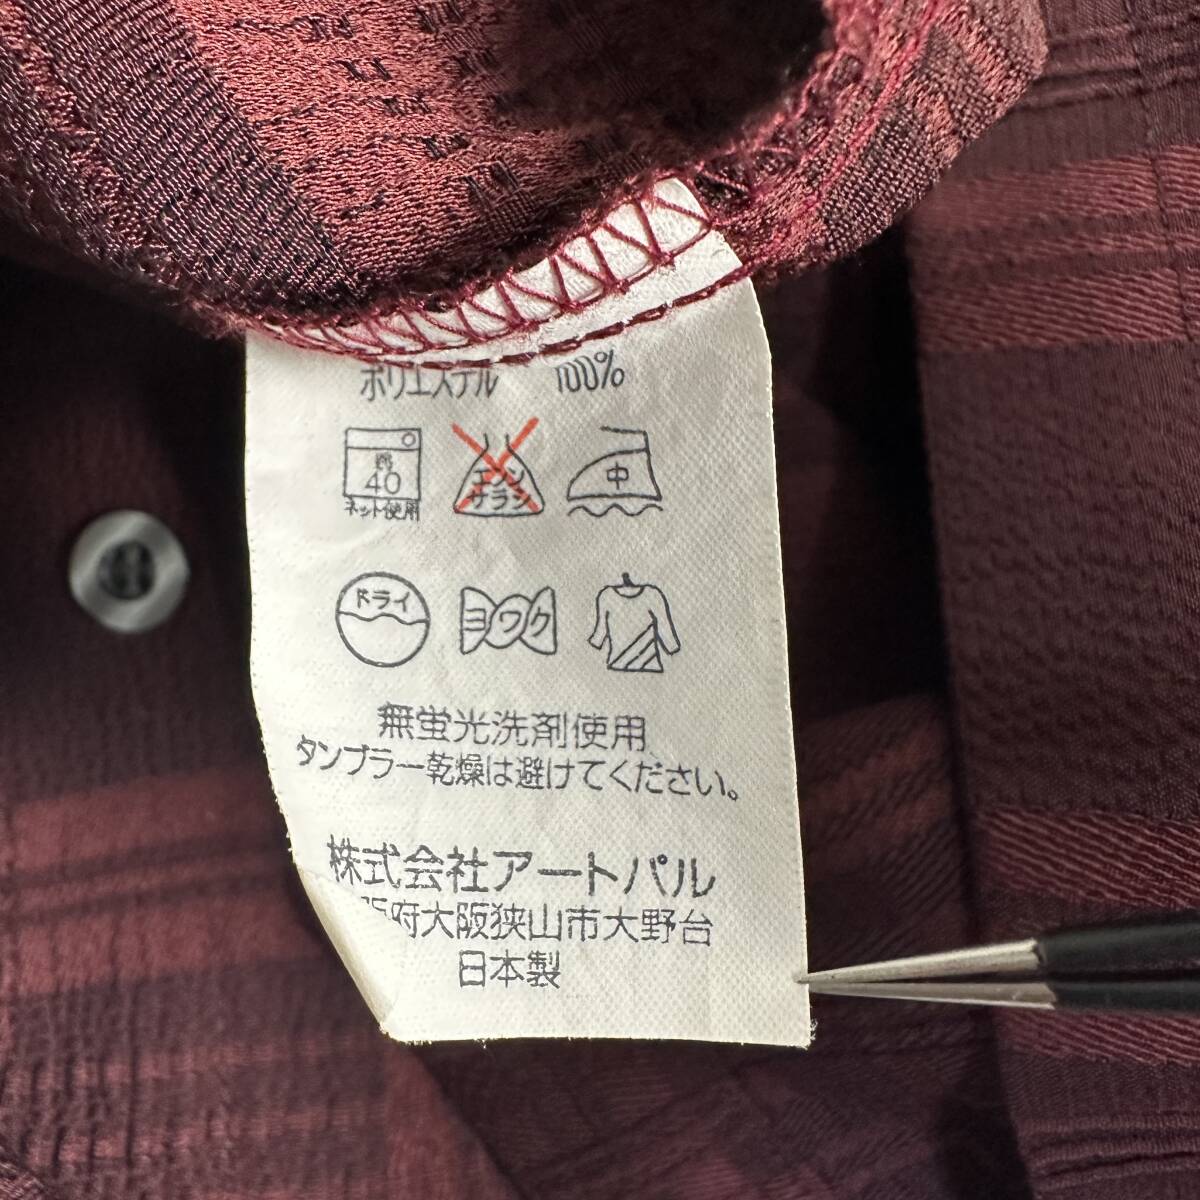 ポリエステル 100%
弱
40
ネット使用
エンソ
サラシ
中
ドライ
ヨワク
無蛍光洗剤使用
タンブラー乾燥は避けてください。
株式会社アートパル
阪府大阪狭山市大野台
日本製